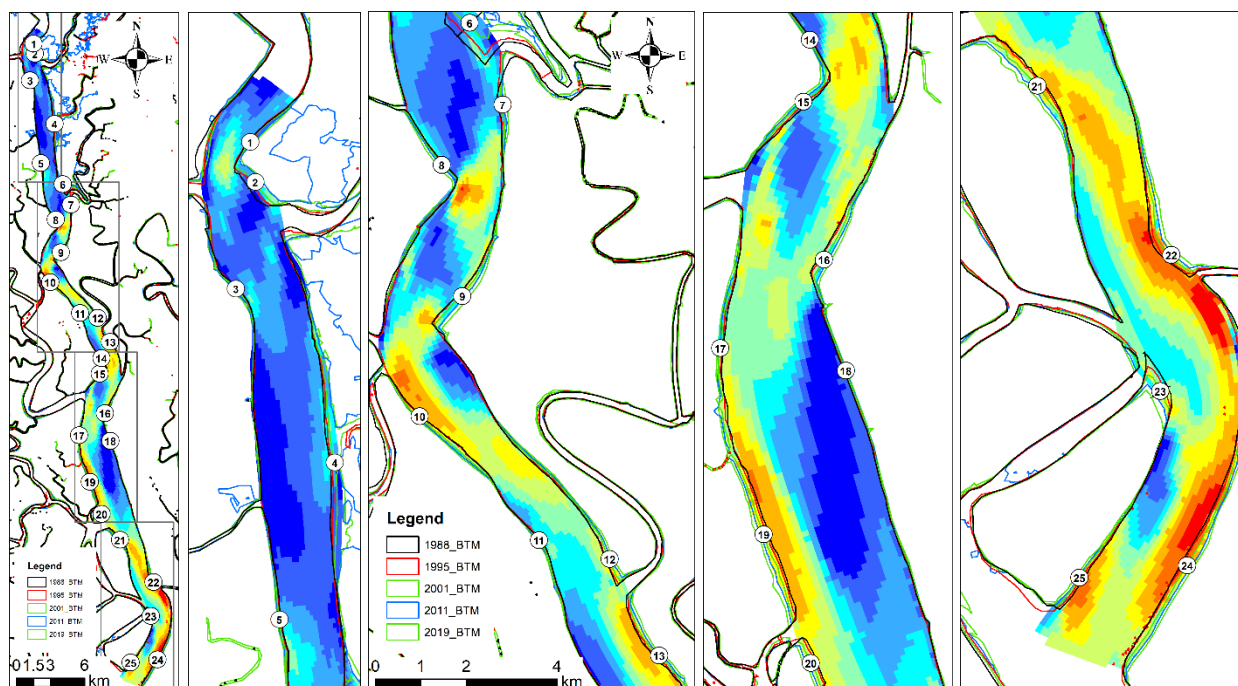 N
W E
S
1
2
3
4
5
6
7
8
9
10
11
12
13
14
15
16
17
18
19
20
21
22
23
24
25
Legend
1988_BTM
1995_BTM
2001_BTM
2011_BTM
2019_BTM
0 1.5 3 6
km
1
2
3
4
5
N
W E
S
6
7
8
9
10
11
12
13
Legend
1988_BTM
1995_BTM
2001_BTM
2011_BTM
2019_BTM
0 1 2 4
km
14
15
16
17
18
19
20
21
22
23
24
25